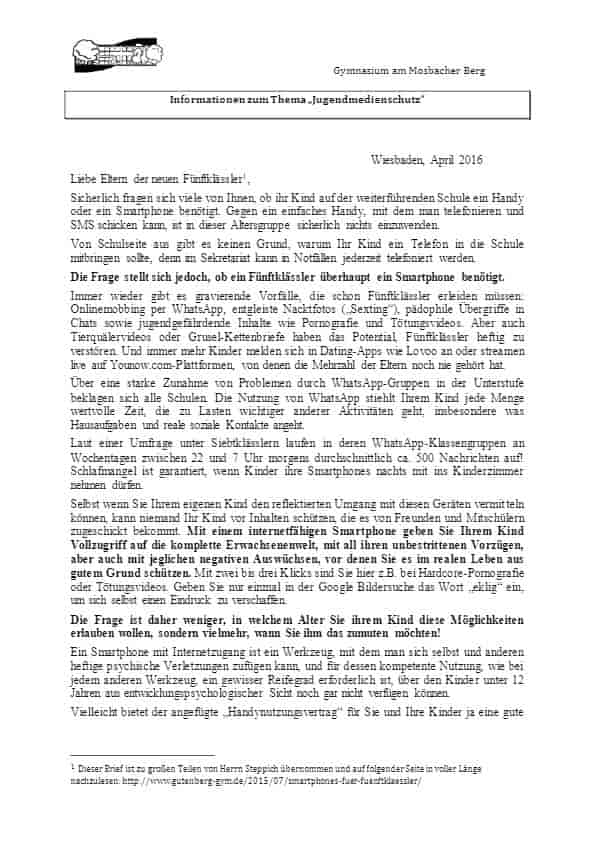 Gymnasium am Mosbacher Berg
Informationen zum Thema „Jugendmedienschutz“
Wiesbaden, April 2016
Liebe Eltern der neuen Fünftklässler¹,
Sicherlich fragen sich viele von Ihnen, ob ihr Kind auf der weiterführenden Schule ein Handy
oder ein Smartphone benötigt. Gegen ein einfaches Handy, mit dem man telefonieren und
SMS schicken kann, ist in dieser Altersgruppe sicherlich nichts einzuwenden.
Von Schulseite aus gibt es keinen Grund, warum Ihr Kind ein Telefon in die Schule
mitbringen sollte, denn im Sekretariat kann in Notfällen jederzeit telefoniert werden.
Die Frage stellt sich jedoch, ob ein Fünftklässler überhaupt ein Smartphone benötigt.
Immer wieder gibt es gravierende Vorfälle, die schon Fünftklässler erleiden müssen:
Onlinemobbing per WhatsApp, entgleiste Nacktfotos („Sexting“), pädophile Übergriffe in
Chats sowie jugendgefährdende Inhalte wie Pornografie und Tötungsvideos. Aber auch
Tierquälervideos oder Grusel-Kettenbriefe haben das Potential, Fünftklässler heftig zu
verstören. Und immer mehr Kinder melden sich in Dating-Apps wie Lovoo an oder streamen
live auf Younow.com-Plattformen, von denen die Mehrzahl der Eltern noch nie gehört hat.
Über eine starke Zunahme von Problemen durch WhatsApp-Gruppen in der Unterstufe
beklagen sich alle Schulen. Die Nutzung von WhatsApp stiehlt Ihrem Kind jede Menge
wertvolle Zeit, die zu Lasten wichtiger anderer Aktivitäten geht, insbesondere was
Hausaufgaben und reale soziale Kontakte angeht.
Laut einer Umfrage unter Siebtklässlern laufen in deren WhatsApp-Klassengruppen an
Wochentagen zwischen 22 und 7 Uhr morgens durchschnittlich ca. 500 Nachrichten auf!
Schlafmangel ist garantiert, wenn Kinder ihre Smartphones nachts mit ins Kinderzimmer
nehmen dürfen.
Selbst wenn Sie Ihrem eigenen Kind den reflektierten Umgang mit diesen Geräten vermitteln
können, kann niemand Ihr Kind vor Inhalten schützen, die es von Freunden und Mitschülern
zugeschickt bekommt. Mit einem internetfähigen Smartphone geben Sie Ihrem Kind
Vollzugriff auf die komplette Erwachsenenwelt, mit all ihren unbestrittenen Vorzügen,
aber auch mit jeglichen negativen Auswüchsen, vor denen Sie es im realen Leben aus
gutem Grund schützen. Mit zwei bis drei Klicks sind Sie hier z.B. bei Hardcore-Pornografie
oder Tötungsvideos. Geben Sie nur einmal in der Google Bildersuche das Wort „eklig“ ein,
um sich selbst einen Eindruck zu verschaffen.
Die Frage ist daher weniger, in welchem Alter Sie ihrem Kind diese Möglichkeiten
erlauben wollen, sondern vielmehr, wann Sie ihm das zumuten möchten!
Ein Smartphone mit Internetzugang ist ein Werkzeug, mit dem man sich selbst und anderen
heftige psychische Verletzungen zufügen kann, und für dessen kompetente Nutzung, wie bei
jedem anderen Werkzeug, ein gewisser Reifegrad erforderlich ist, über den Kinder unter 12
Jahren aus entwicklungspsychologischer Sicht noch gar nicht verfügen können.
Vielleicht bietet der angefügte „Handynutzungsvertrag“ für Sie und Ihre Kinder ja eine gute
¹ Dieser Brief ist zu großen Teilen von Herrn Steppich übernommen und auf folgender Seite in voller Länge
nachzulesen: http://www.gutenberg-gym.de/2015/07/smartphones-fuer-fuenftklaessler/